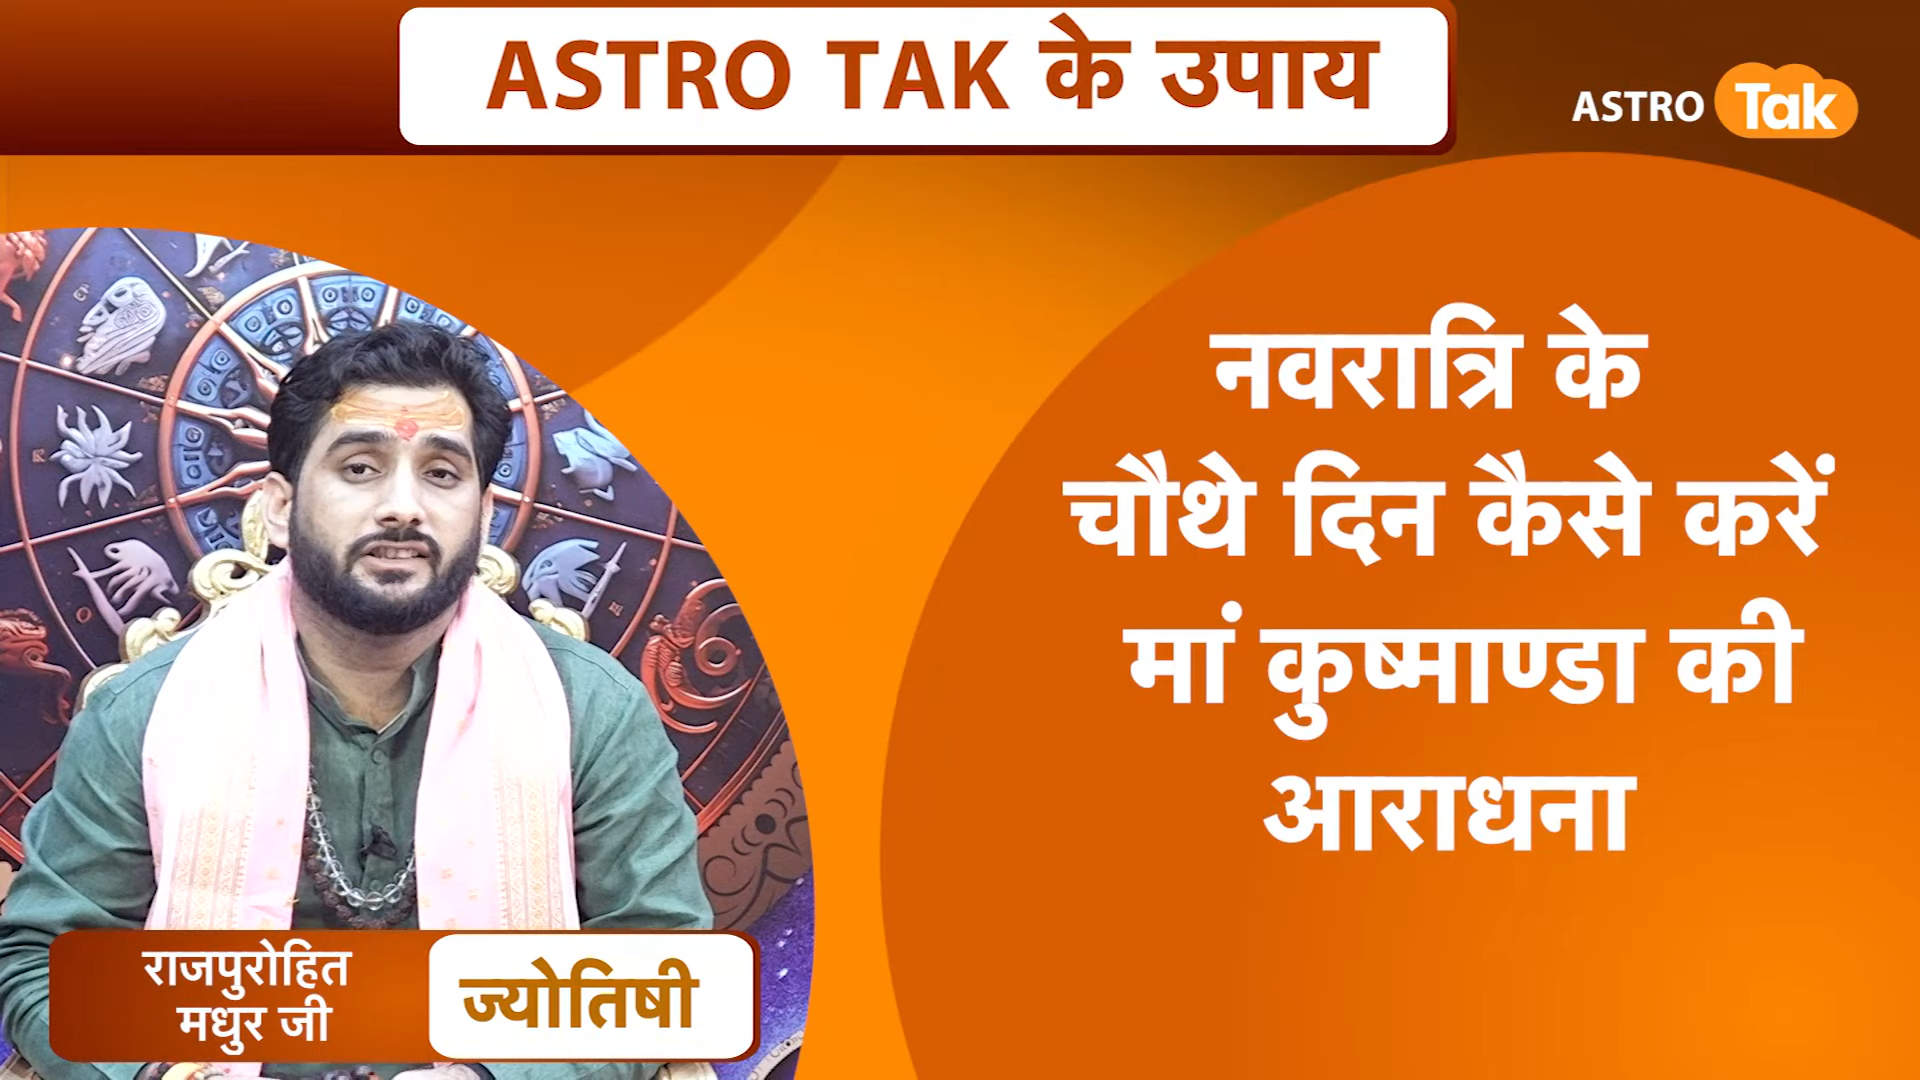 ASTRO TAK के उपाय
ASTRO Tak
नवरात्रि के
चौथे दिन कैसे करें
मां कुष्माण्डा की
आराधना
राजपुरोहित
मधुर जी
ज्योतिषी